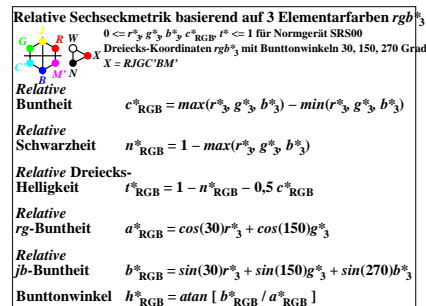 Relative Sechseckmetrik basierend auf 3 Elementarfarben rgb*3
0 <= r*3, g*3, b*3, c*RGB, t* <= 1 für Normgerät SRS00
Dreiecks-Koordinaten rgb*3 mit Bunttonwinkeln 30, 150, 270 Grad
X = RJGC'BM'
J
G R
C' M'
B
W
X
N
Relative
Buntheit c*RGB = max(r*3, g*3, b*3) – min(r*3, g*3, b*3)
Relative
Schwarzheit n*RGB = 1 – max(r*3, g*3, b*3)
Relative Dreiecks-
Helligkeit t*RGB = 1 – n*RGB – 0,5 c*RGB
Relative
rg-Buntheit a*RGB = cos(30)r*3 + cos(150)g*3
Relative
jb-Buntheit b*RGB = sin(30)r*3 + sin(150)g*3 + sin(270)b*3
Bunttonwinkel h*RGB = atan [ b*RGB / a*RGB ]